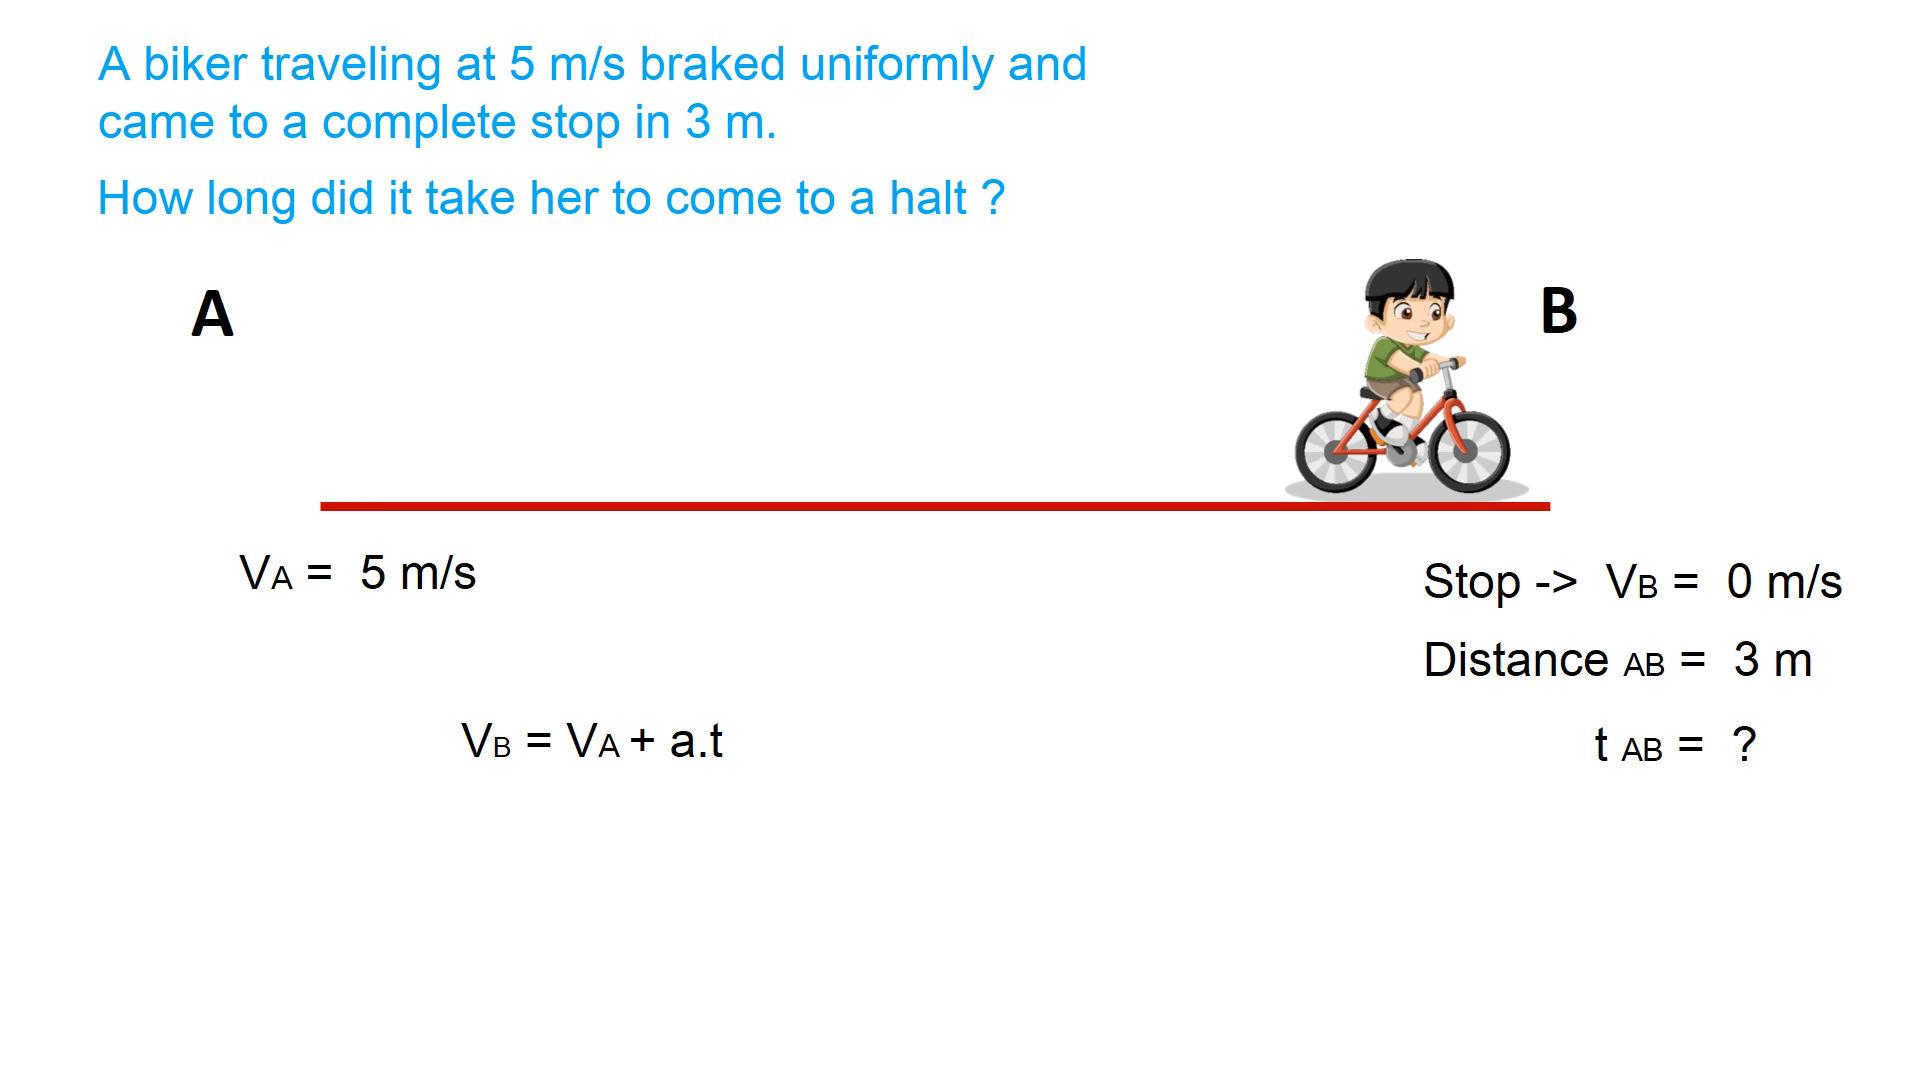 A biker traveling at 5 m/s braked uniformly and
came to a complete stop in 3 m.
How long did it take her to come to a halt ?
A
B
VA = 5 m/s
Stop -> VB = 0 m/s
Distance AB = 3 m
VB = VA + a.t
t AB = ?